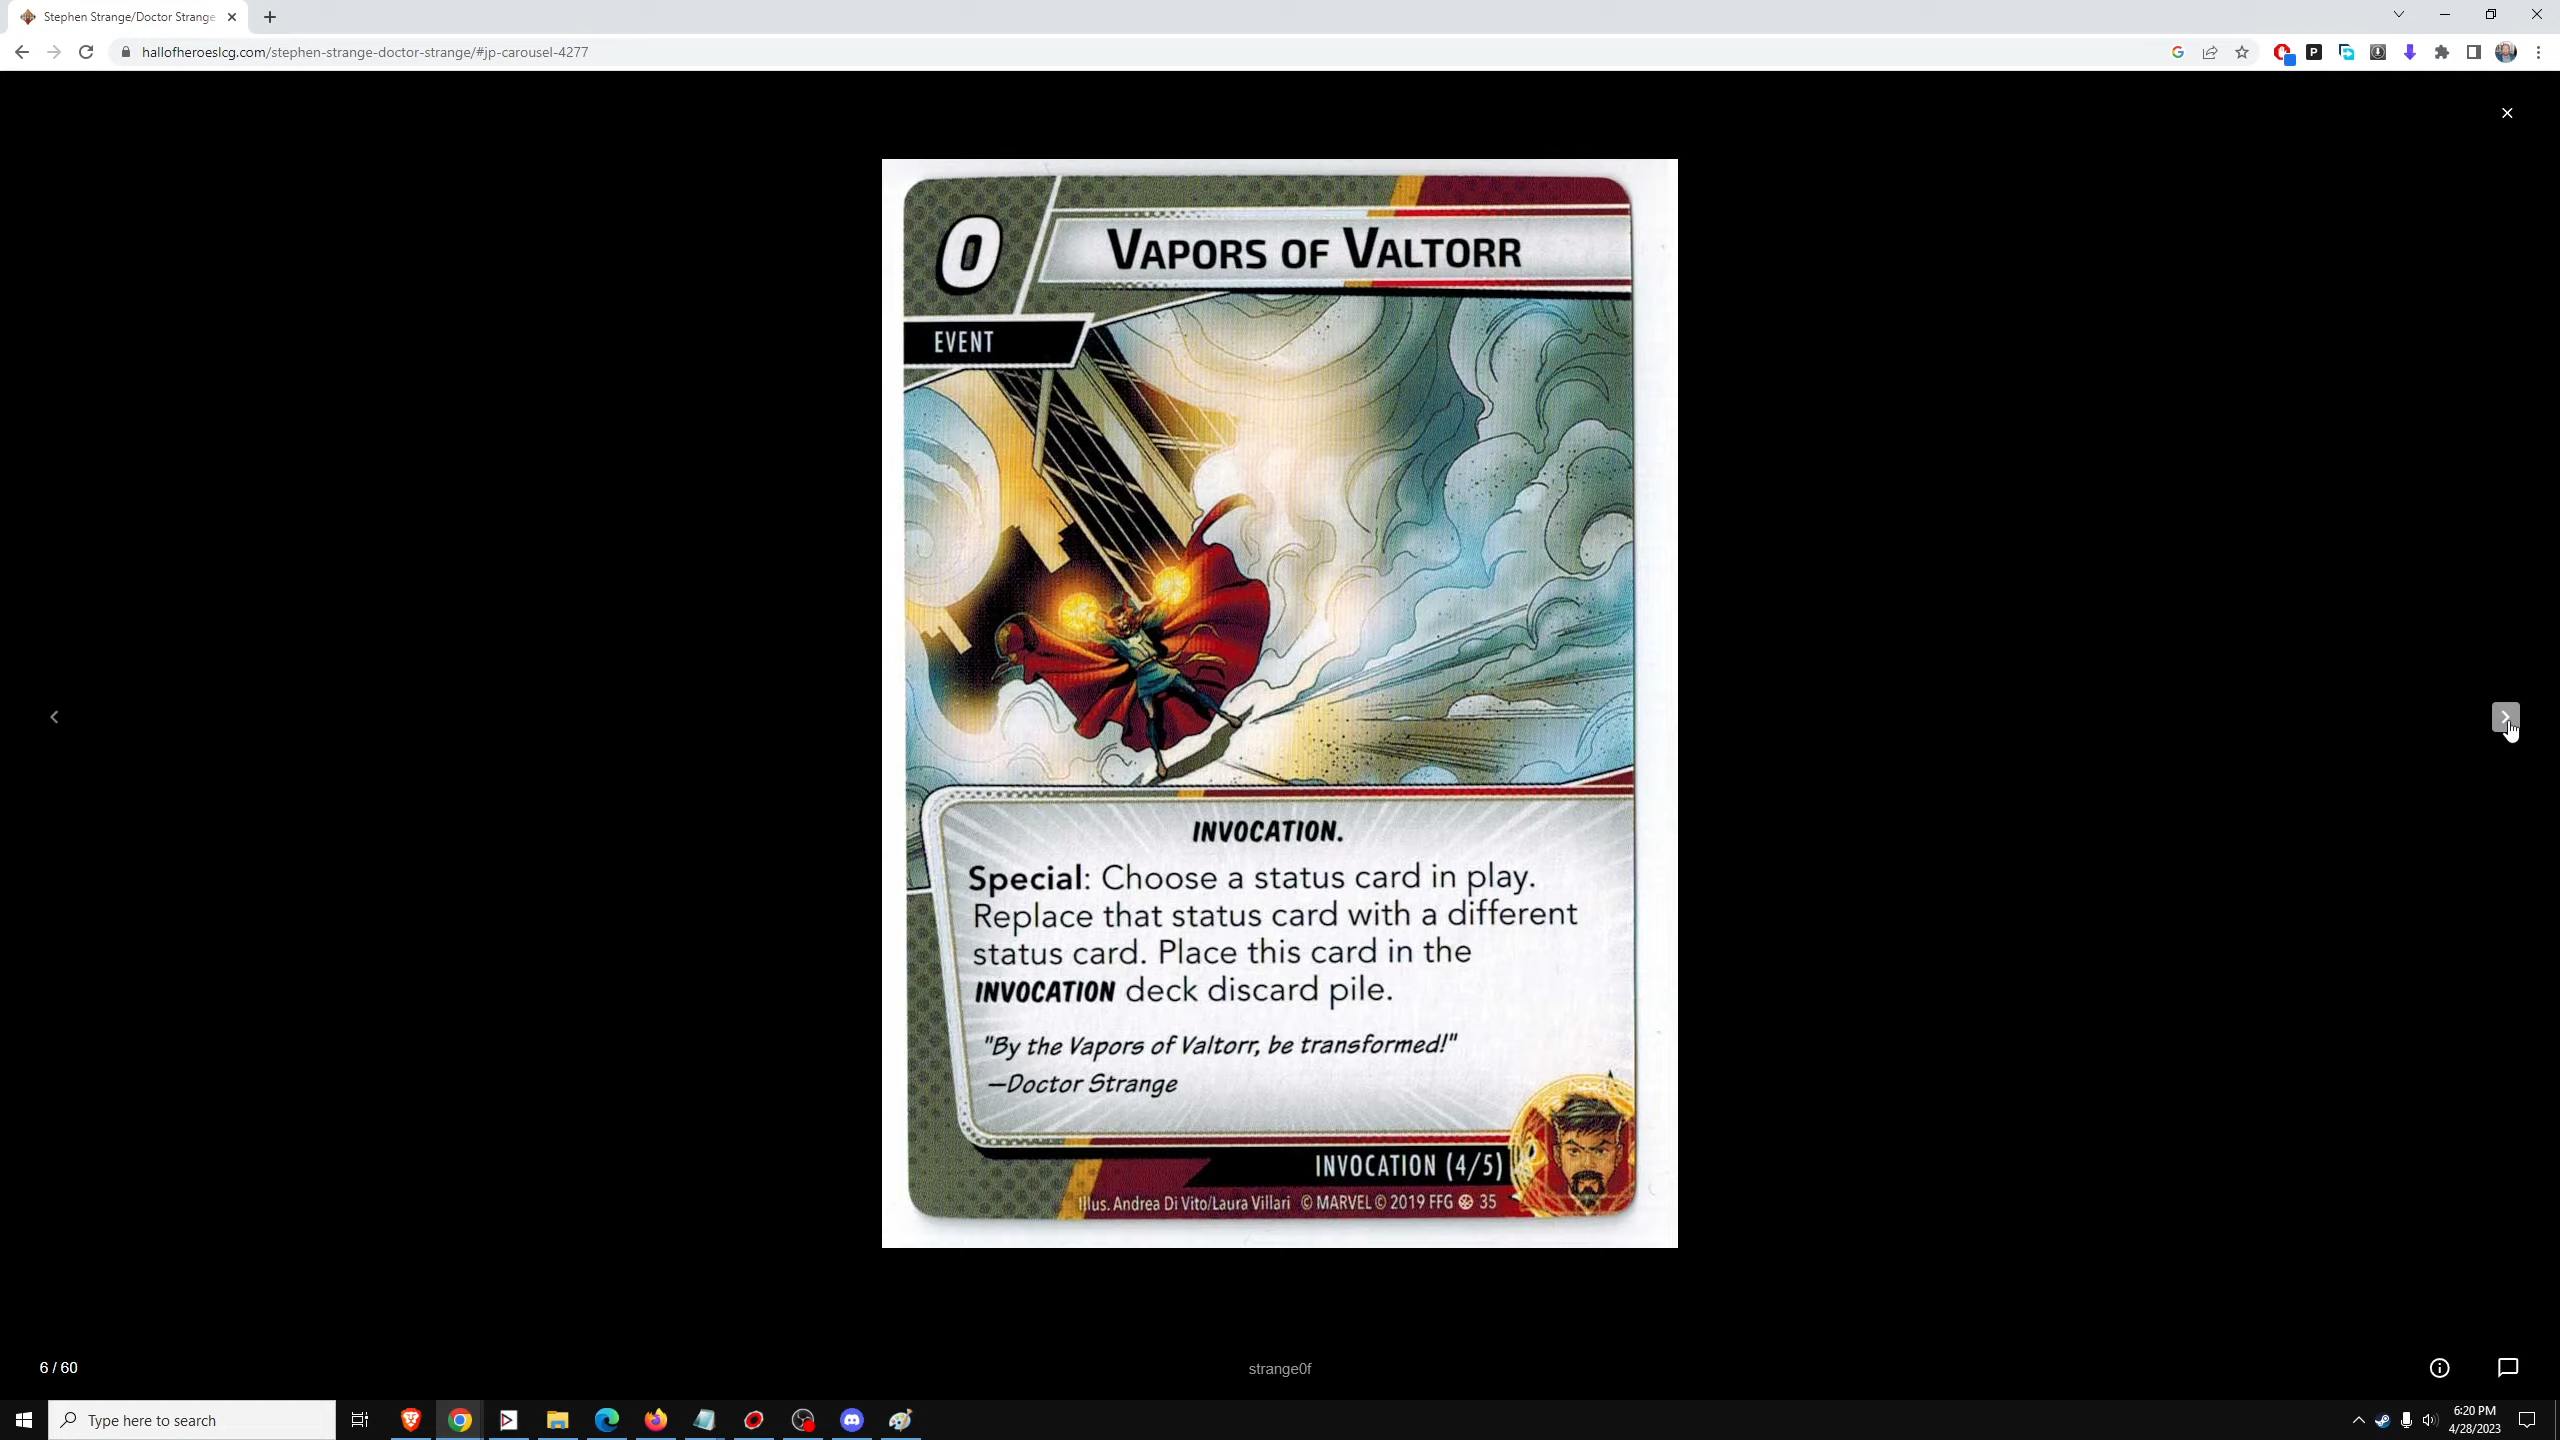 Stephen Strange/Doctor Strange
hallofheroeslcg.com/stephen-strange-doctor-strange/#jp-carousel-4277
0
VAPORS OF VALTORR
EVENT
INVOCATION.
Special: Choose a status card in play.
Replace that status card with a different
status card. Place this card in the
INVOCATION deck discard pile.
"By the Vapors of Valtorr, be transformed!"
—Doctor Strange
INVOCATION (4/5)
Illus. Andrea Di Vito/Laura Villari © MARVEL © 2019 FFG 35
6 / 60
strange0f
Type here to search
6:20 PM
4/28/2023